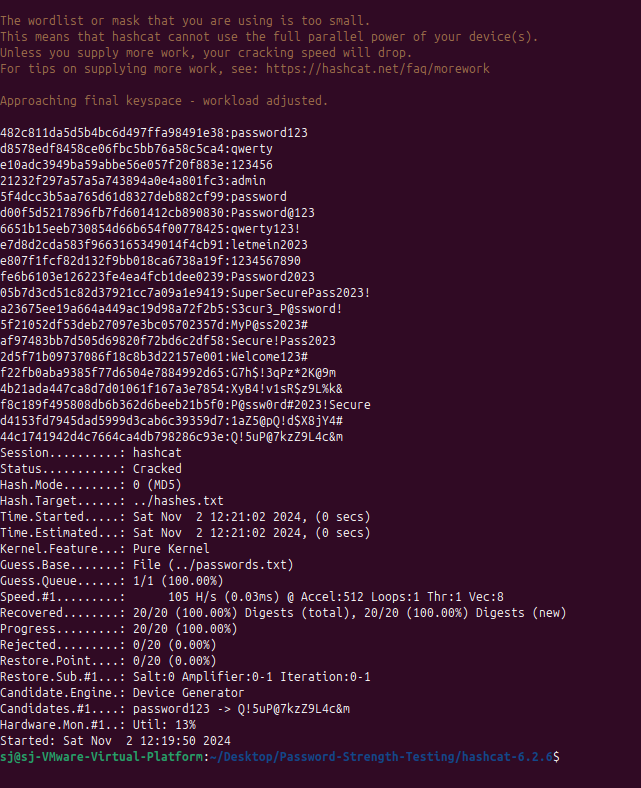 The wordlist or mask that you are using is too small.
This means that hashcat cannot use the full parallel power of your device(s).
Unless you supply more work, your cracking speed will drop.
For tips on supplying more work, see: https://hashcat.net/faq/morework
Approaching final keyspace - workload adjusted.
482c811da5d5b4bc6d497ffa98491e38:password123
d8578edf8458ce06fbc5bb76a58c5ca4:qwerty
e10adc3949ba59abbe56e057f20f883e:123456
21232f297a57a5a743894a0e4a801fc3:admin
5f4dcc3b5aa765d61d8327deb882cf99:password
d00f5d5217896fb7fd601412cb890830:Password@123
6651b15eeb730854d66b654f00778425:qwerty123!
e7d8d2cda583f9663165349014f4cb91:letmein2023
e807f1fcf82d132f9bb018ca6738a19f:1234567890
fe6b6103e126223fe4ea4fcb1dee0239:Password2023
05b7d3cd51c82d37921cc7a09a1e9419:SuperSecurePass2023!
a23675ee19a664a449ac19d98a72f2b5:S3cur3_P@ssword!
5f21052df53deb27097e3bc05702357d:MyP@ss2023#
af97483bb7d505d69820f72bd6c2df58:Secure!Pass2023
2d5f71b09737086f18c8b3d22157e001:Welcome123#
f22fb0aba9385f77d6504e7884992d65:G7h$!3qPz*2K@9m
4b21ada447ca8d7d01061f167a3e7854:XyB4!v1sR$z9L%k&
f8c189f495808db6b362d6beeb21b5f0:P@ssw0rd#2023!Secure
d4153fd7945dad5999d3cab6c39359d7:1aZ5@pQ!d$X8jY4#
44c1741942d4c7664ca4db798286c93e:Q!5uP@7kzZ9L4c&m
Session..........: hashcat
Status...........: Cracked
Hash.Mode........: 0 (MD5)
Hash.Target......: ../hashes.txt
Time.Started.....: Sat Nov  2 12:21:02 2024, (0 secs)
Time.Estimated...: Sat Nov  2 12:21:02 2024, (0 secs)
Kernel.Feature...: Pure Kernel
Guess.Base.......: File (../passwords.txt)
Guess.Queue......: 1/1 (100.00%)
Speed.#1.........:      105 H/s (0.03ms) @ Accel:512 Loops:1 Thr:1 Vec:8
Recovered........: 20/20 (100.00%) Digests (total), 20/20 (100.00%) Digests (new)
Progress.........: 20/20 (100.00%)
Rejected.........: 0/20 (0.00%)
Restore.Point....: 0/20 (0.00%)
Restore.Sub.#1...: Salt:0 Amplifier:0-1 Iteration:0-1
Candidate.Engine.: Device Generator
Candidates.#1....: password123 -> Q!5uP@7kzZ9L4c&m
Hardware.Mon.#1..: Util: 13%
Started: Sat Nov  2 12:19:50 2024
sj@sj-VMware-Virtual-Platform:~/Desktop/Password-Strength-Testing/hashcat-6.2.6$